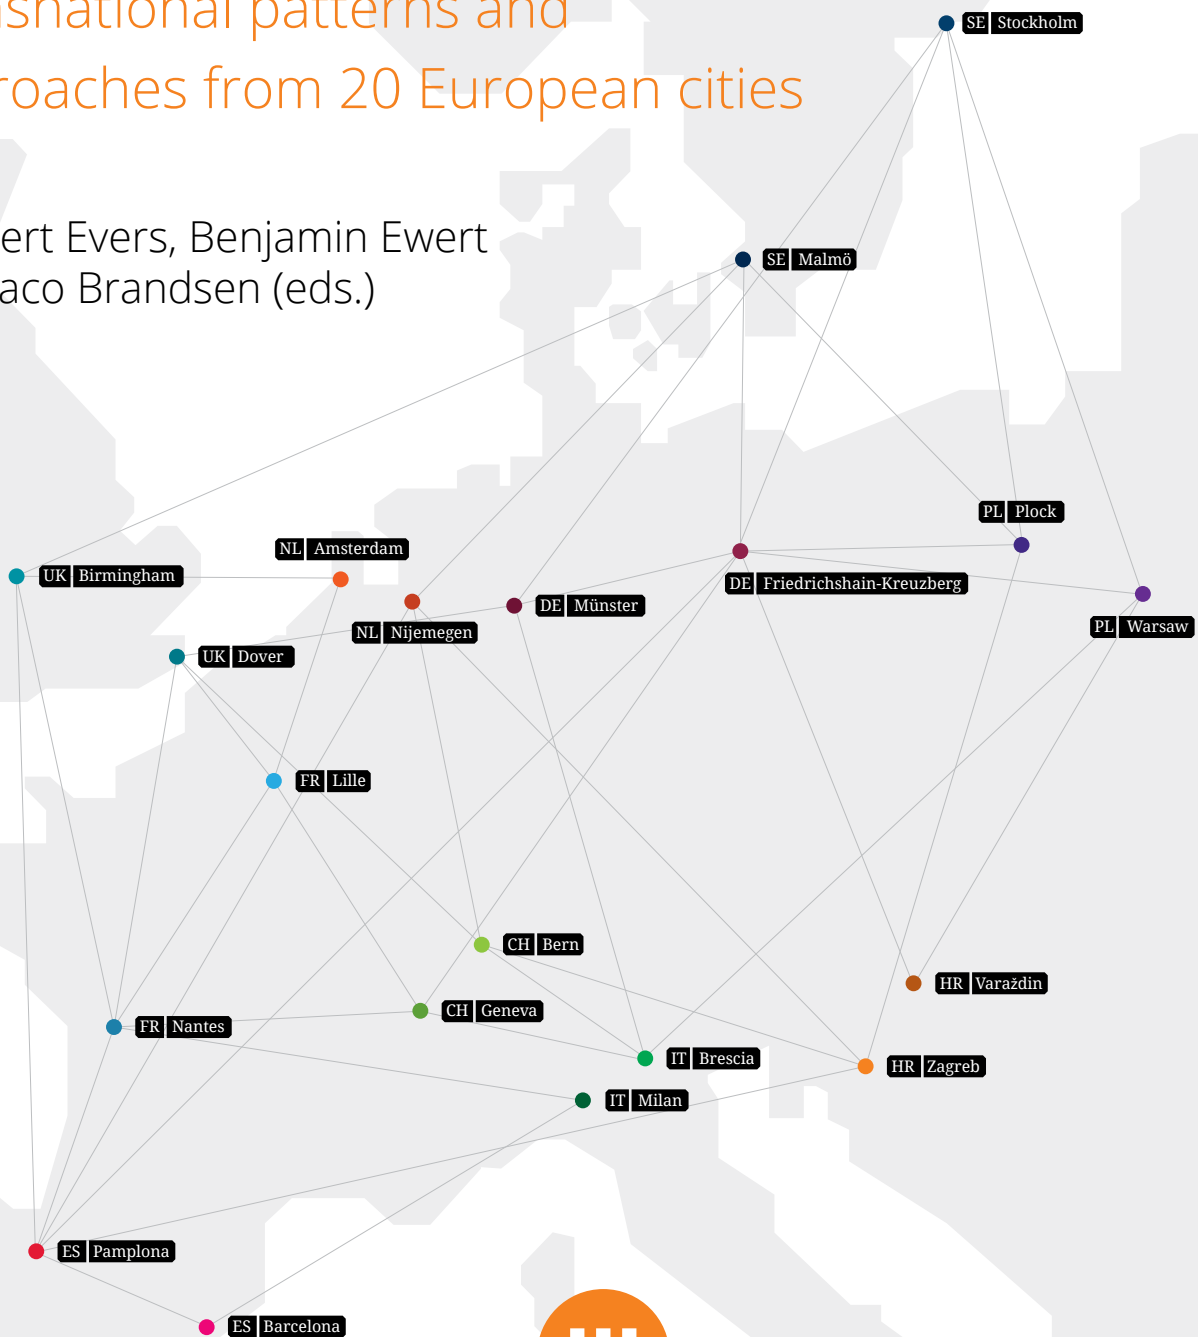 snational patterns and
roaches from 20 European cities
ert Evers, Benjamin Ewert
aco Brandsen (eds.)
SE Stockholm
SE Malmö
PL Plock
NL Amsterdam
UK Birmingham
DE Friedrichshain-Kreuzberg
DE Münster
NL Nijemegen
PL Warsaw
UK Dover
FR Lille
CH Bern
HR Varaždin
CH Geneva
FR Nantes
IT Brescia
HR Zagreb
IT Milan
ES Pamplona
ES Barcelona